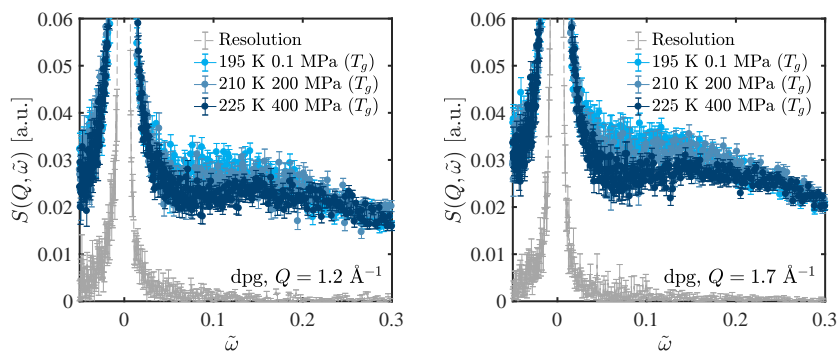 0.06
0.05
0.04
0.03
0.02
0.01
0
S(Q, ω̃) [a.u.]
Resolution
195 K 0.1 MPa (T_g)
210 K 200 MPa (T_g)
225 K 400 MPa (T_g)
dpg, Q = 1.2 Å⁻¹
0 0.1 0.2 0.3
ω̃
0.06
0.05
0.04
0.03
0.02
0.01
0
S(Q, ω̃) [a.u.]
Resolution
195 K 0.1 MPa (T_g)
210 K 200 MPa (T_g)
225 K 400 MPa (T_g)
dpg, Q = 1.7 Å⁻¹
0 0.1 0.2 0.3
ω̃